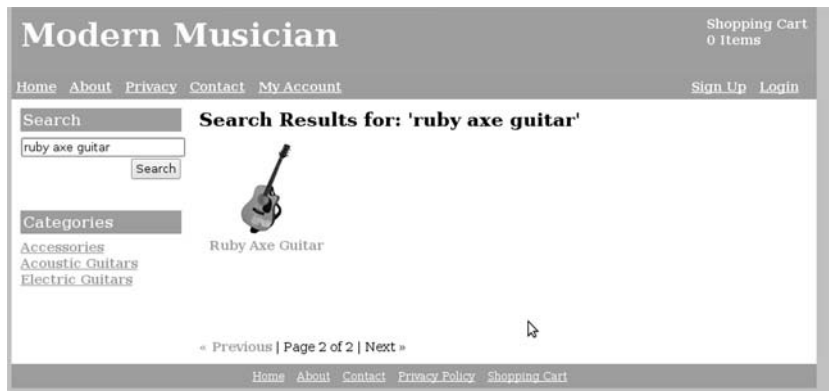 Modern Musician
Shopping Cart
0 Items
Home About Privacy Contact My Account
Sign Up Login
Search
ruby axe guitar
Search
Categories
Accessories
Acoustic Guitars
Electric Guitars
Search Results for: 'ruby axe guitar'
Ruby Axe Guitar
« Previous | Page 2 of 2 | Next »
Home About Contact Privacy Policy Shopping Cart